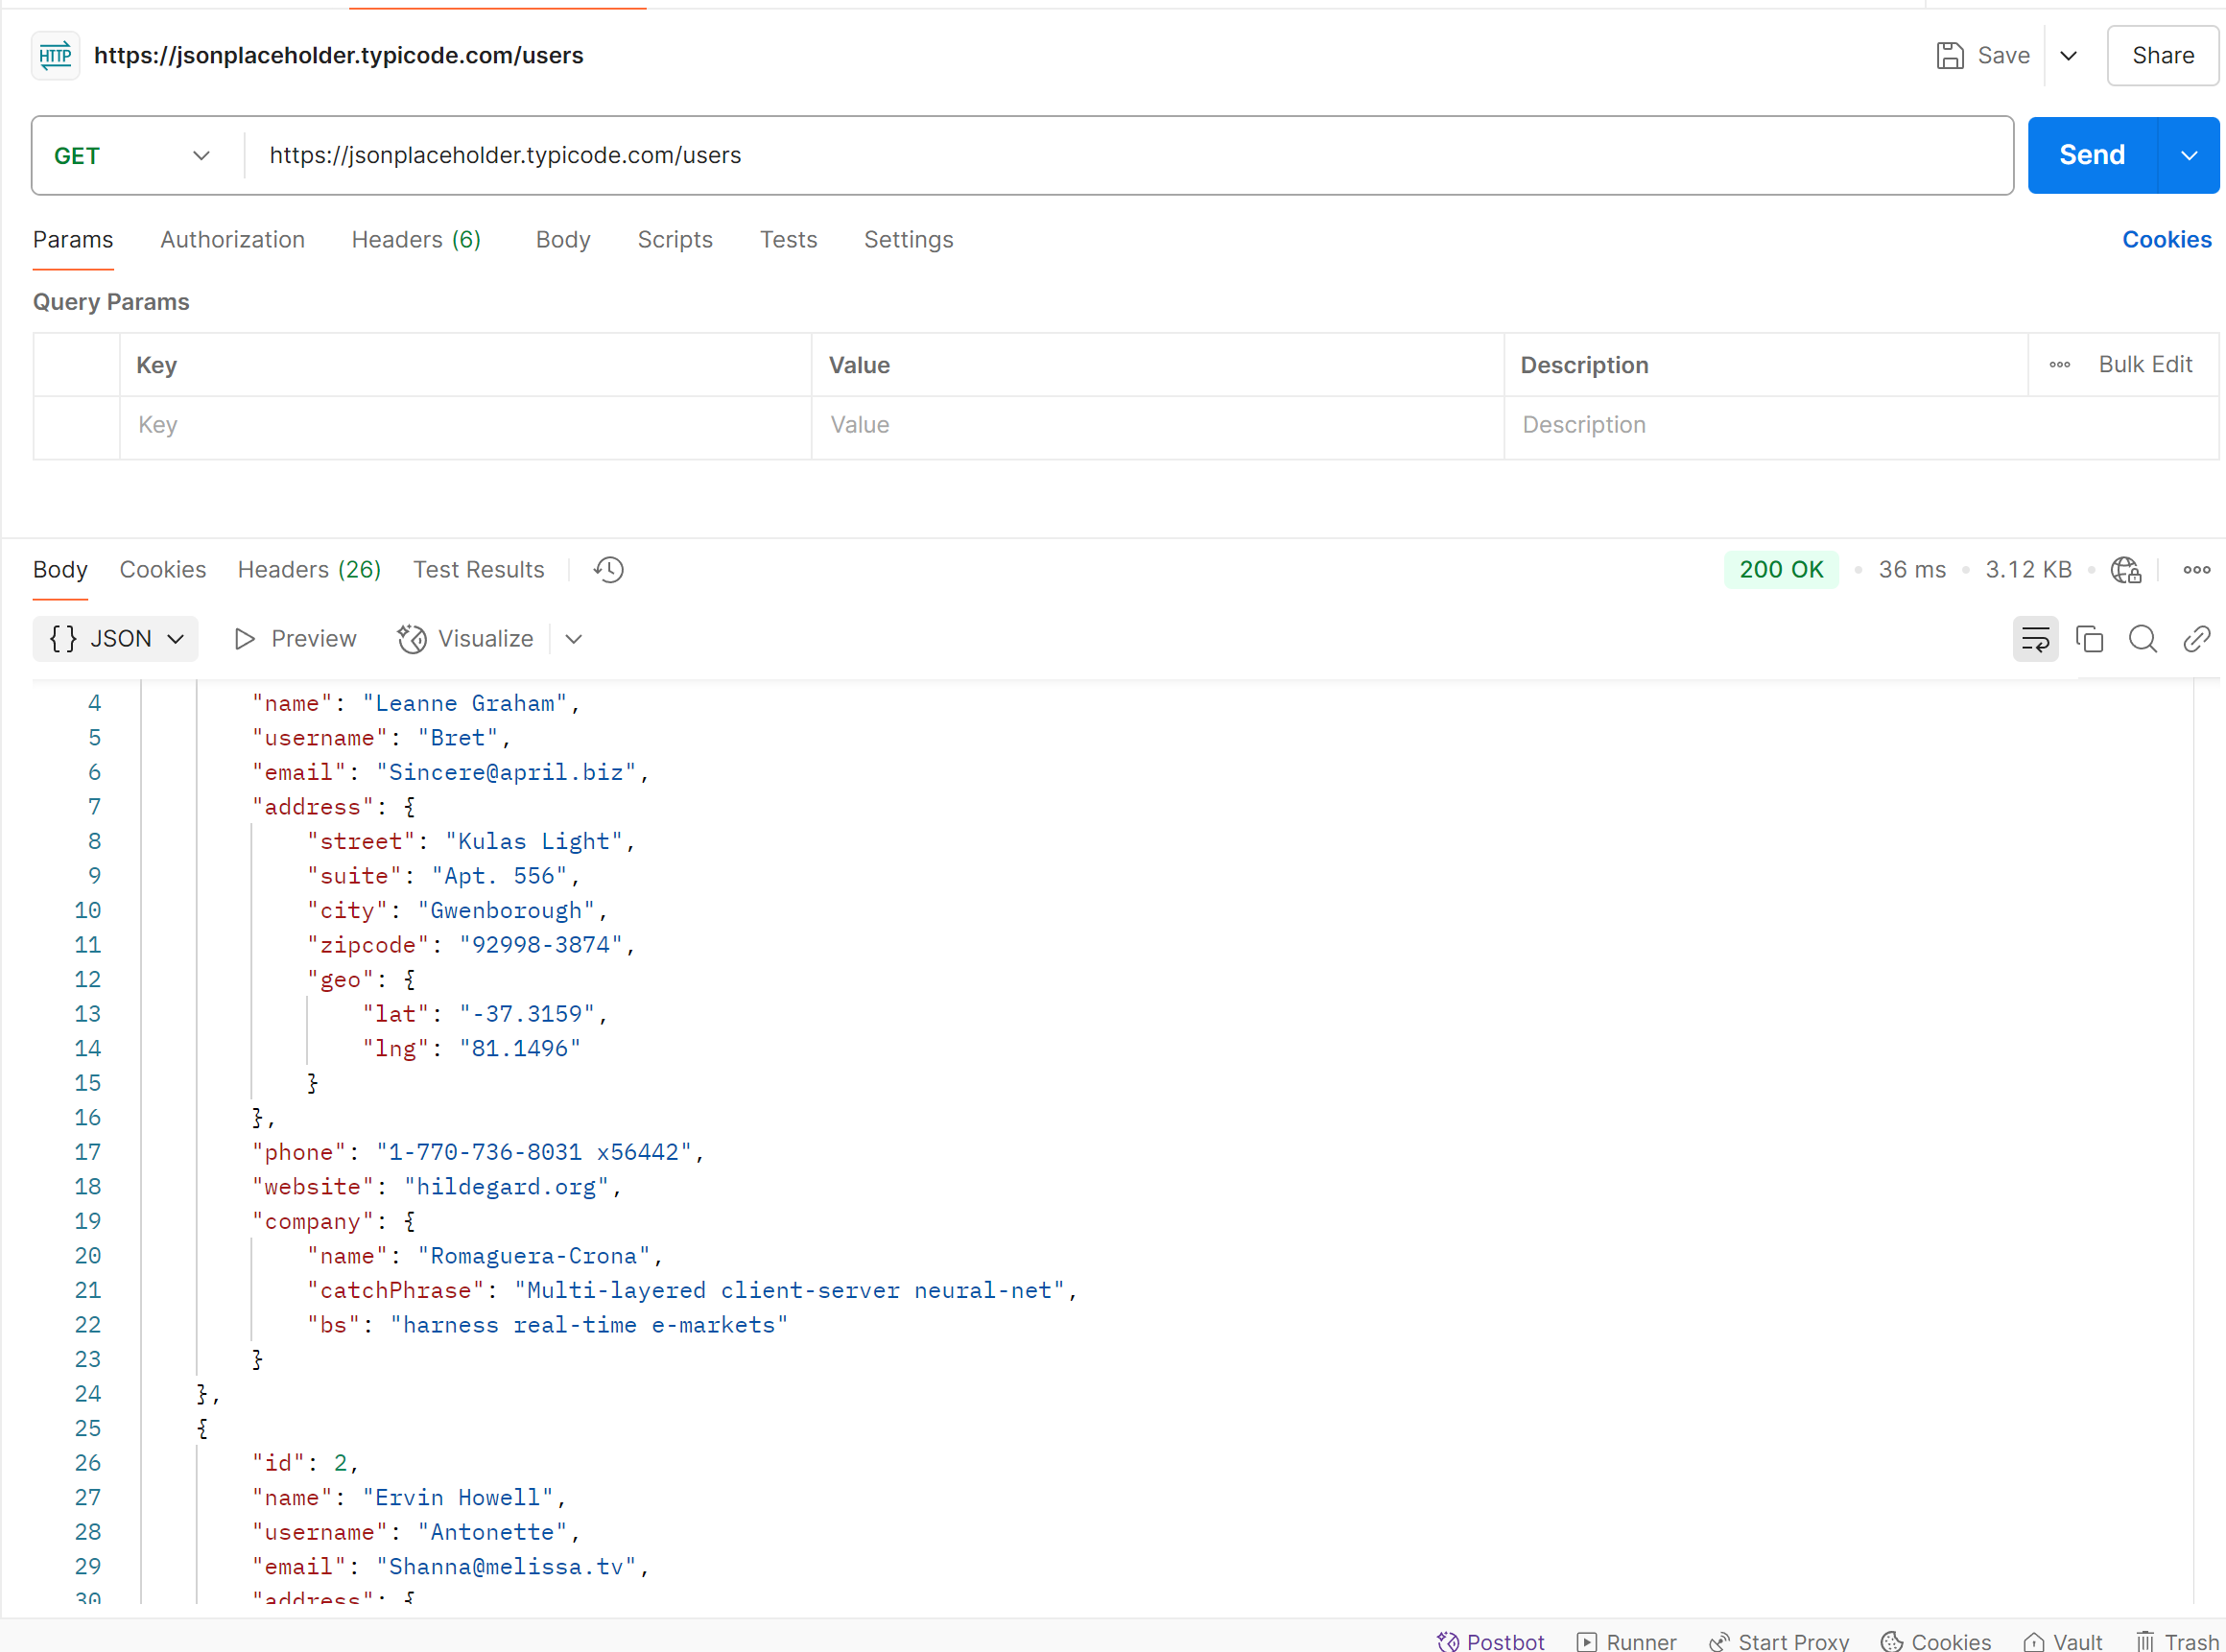 HTTP https://jsonplaceholder.typicode.com/users Save Share
GET https://jsonplaceholder.typicode.com/users Send
Params Authorization Headers (6) Body Scripts Tests Settings Cookies
Query Params
Key Value Description Bulk Edit
Key Value Description
Body Cookies Headers (26) Test Results 200 OK • 36 ms • 3.12 KB •
{} JSON Preview Visualize
4 "name": "Leanne Graham",
5 "username": "Bret",
6 "email": "Sincere@april.biz",
7 "address": {
8 "street": "Kulas Light",
9 "suite": "Apt. 556",
10 "city": "Gwenborough",
11 "zipcode": "92998-3874",
12 "geo": {
13 "lat": "-37.3159",
14 "lng": "81.1496"
15 }
16 },
17 "phone": "1-770-736-8031 x56442",
18 "website": "hildegard.org",
19 "company": {
20 "name": "Romaguera-Crona",
21 "catchPhrase": "Multi-layered client-server neural-net",
22 "bs": "harness real-time e-markets"
23 }
24 },
25 {
26 "id": 2,
27 "name": "Ervin Howell",
28 "username": "Antonette",
29 "email": "Shanna@melissa.tv",
30 "address": {
Postbot Runner Start Proxy Cookies Vault Trash